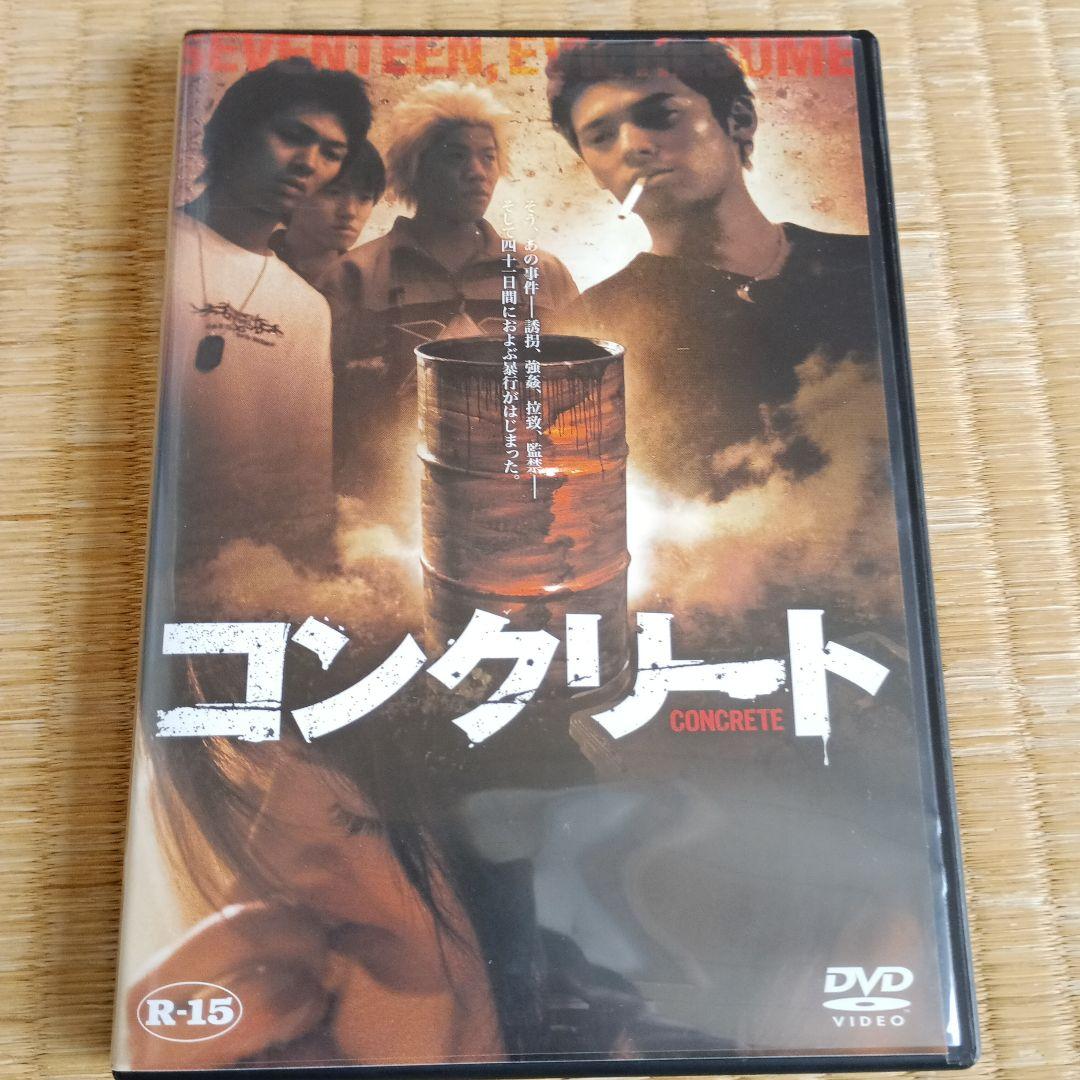 SEVENTEEN,
そう、あの事件―誘拐、強姦、拉致、監禁―
そして四十一日間におよぶ暴行がはじまった。
コンクリート
CONCRETE
R-15
DVD
VIDEO